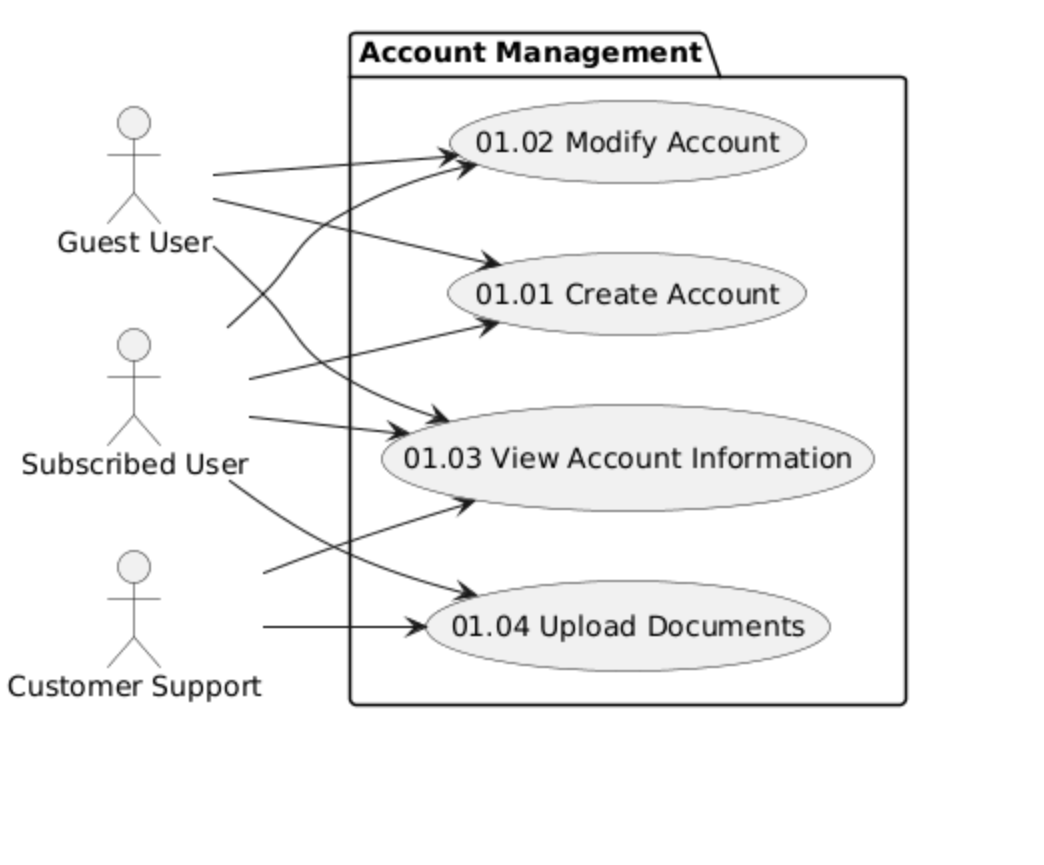 Account Management
01.02 Modify Account
Guest User
01.01 Create Account
Subscribed User
01.03 View Account Information
01.04 Upload Documents
Customer Support